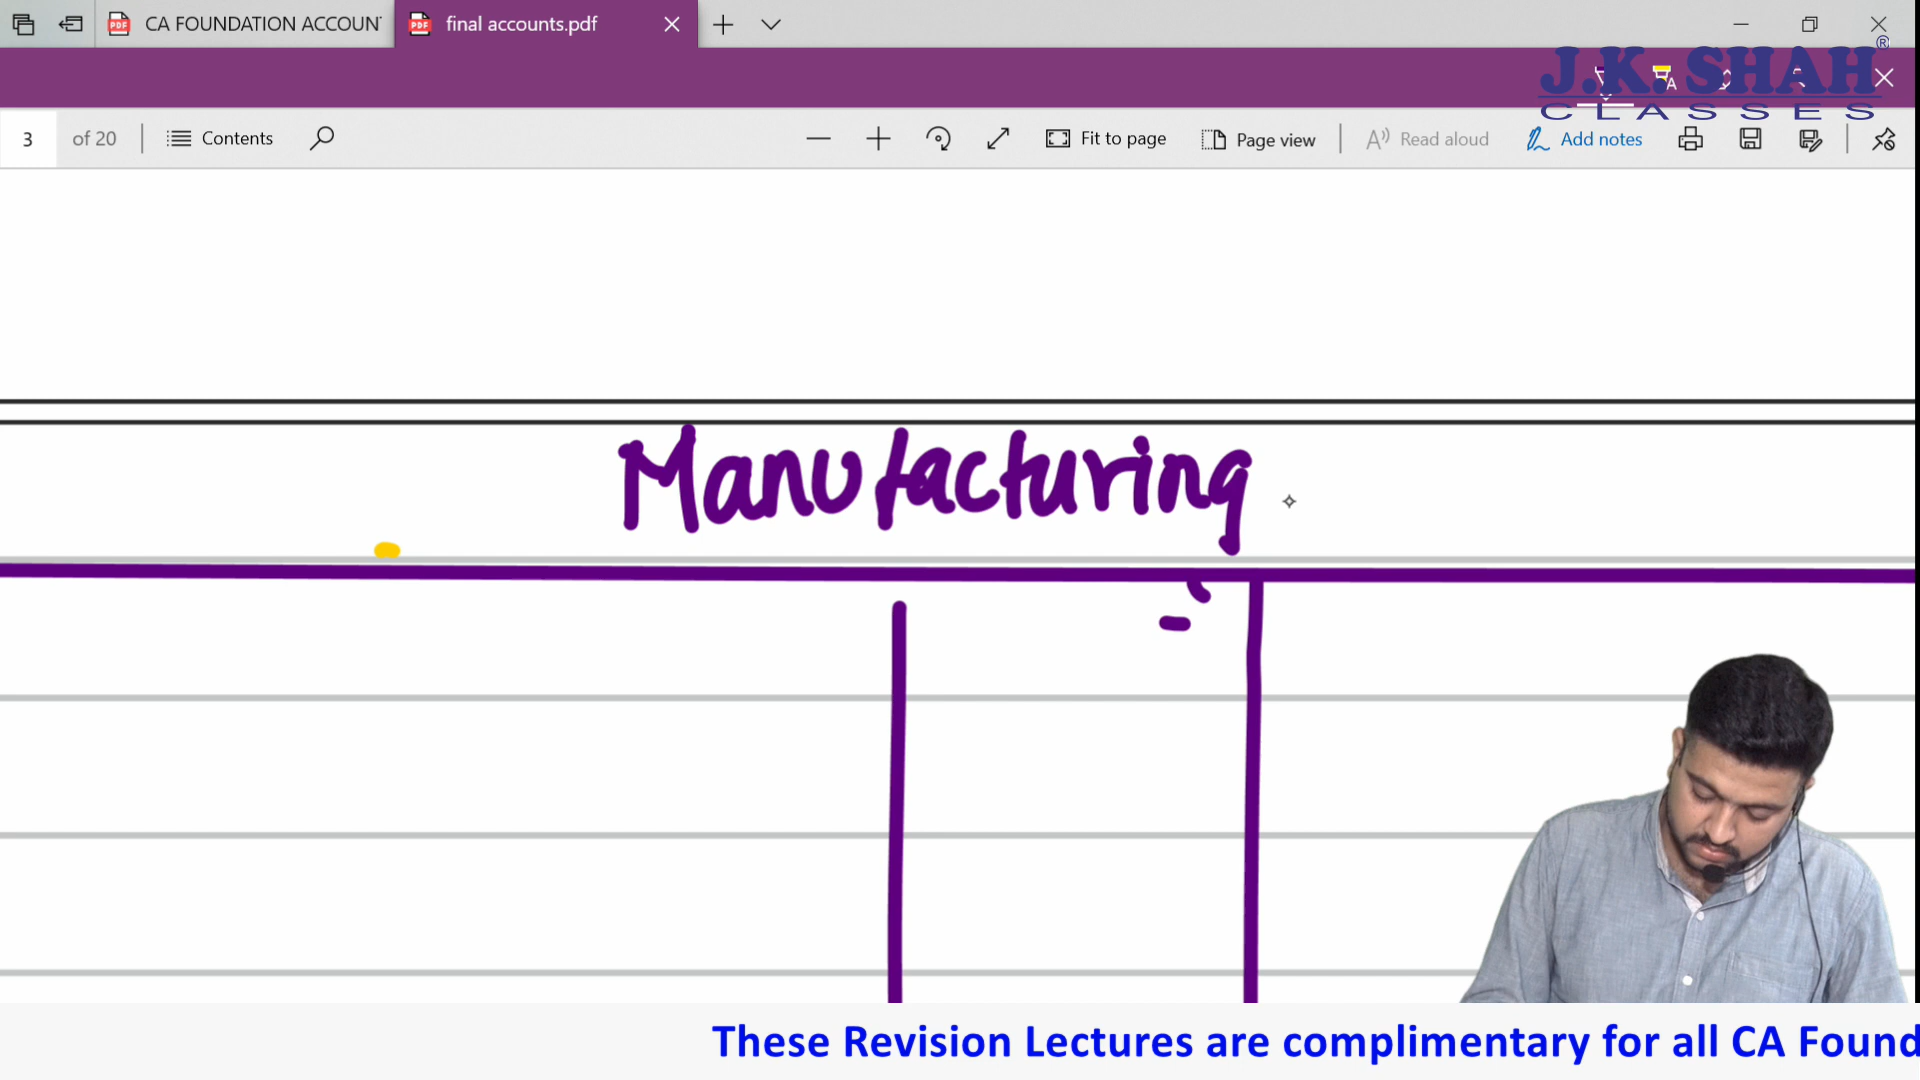 CA FOUNDATION ACCOUN
final accounts.pdf
J.K. SHAH®
CLASSES
3 of 20 Contents Fit to page Page view Read aloud Add notes
Manufacturing
These Revision Lectures are complimentary for all CA Found